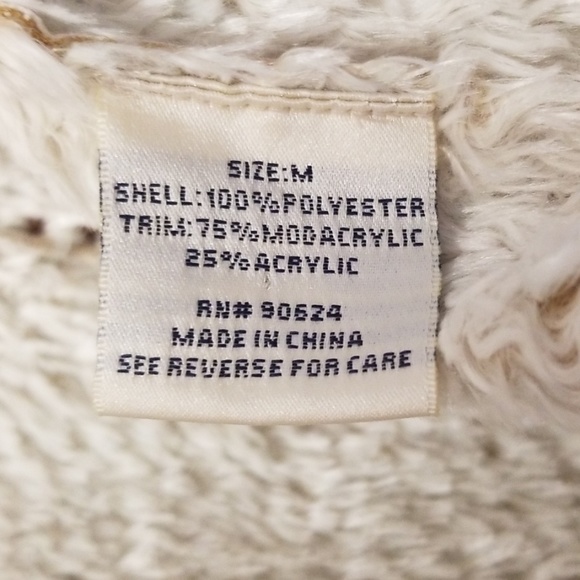 SIZE:M
SHELL:100%POLYESTER
TRIM:75%MODACRYLIC
25%ACRYLIC
RN# 90624
MADE IN CHINA
SEE REVERSE FOR CARE